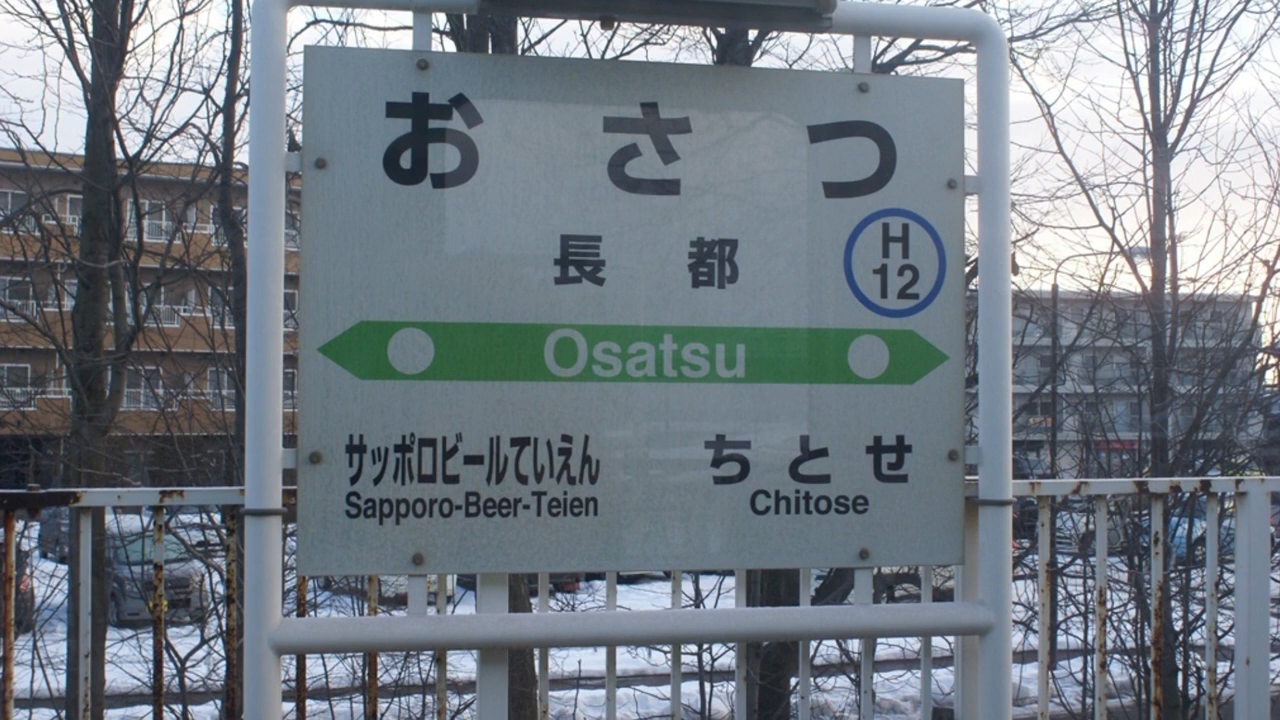 おさつ
長都
H
12
Osatsu
サッポロビールていえん
Sapporo-Beer-Teien
ちとせ
Chitose